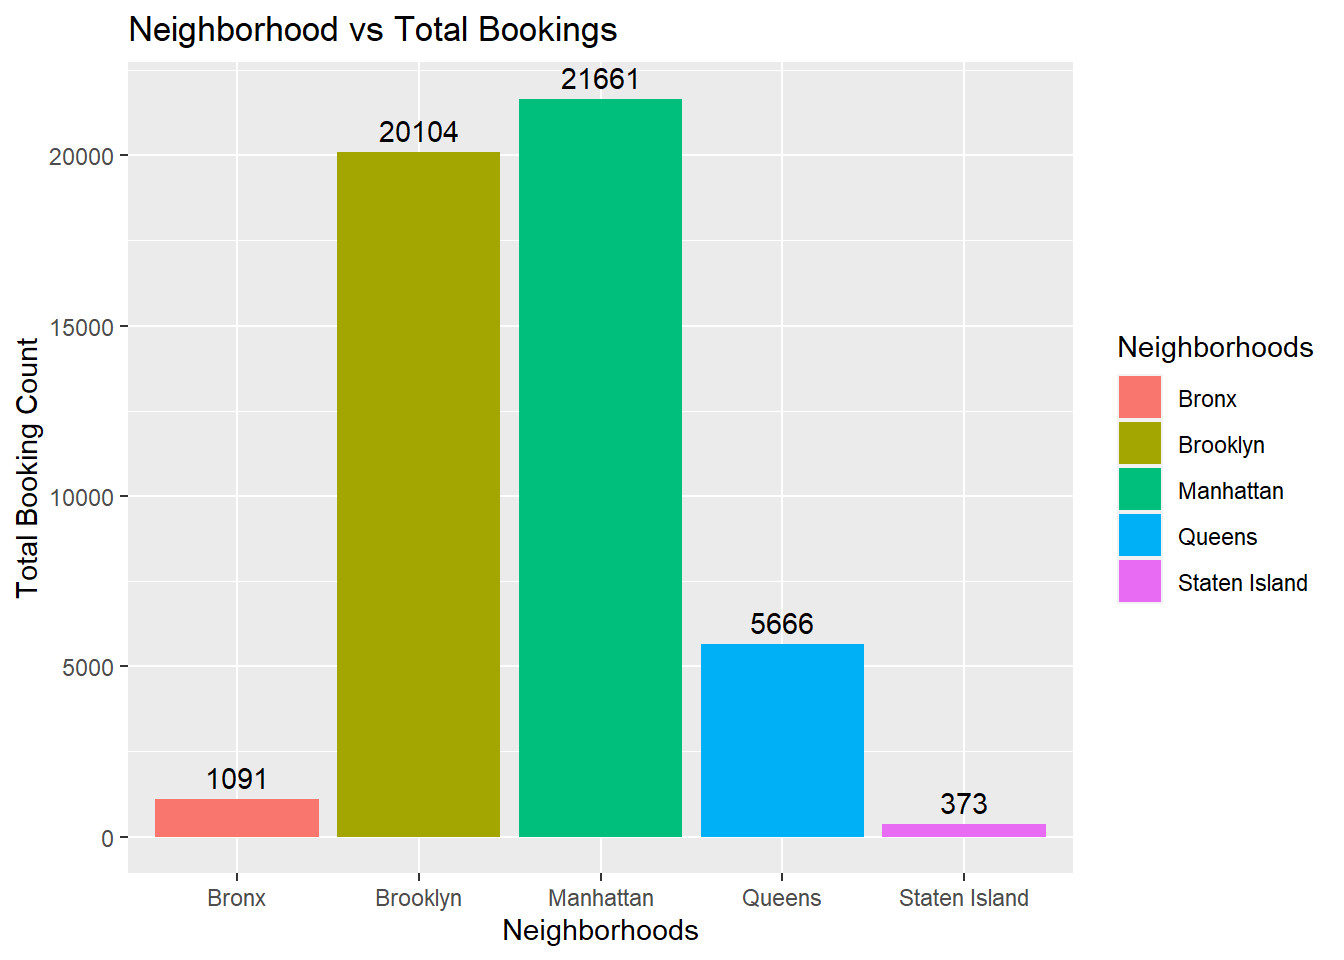 Neighborhood vs Total Bookings
21661
20104
20000
15000
10000
5666
5000
1091
373
0
Total Booking Count
Bronx Brooklyn Manhattan Queens Staten Island
Neighborhoods
Neighborhoods
Bronx
Brooklyn
Manhattan
Queens
Staten Island